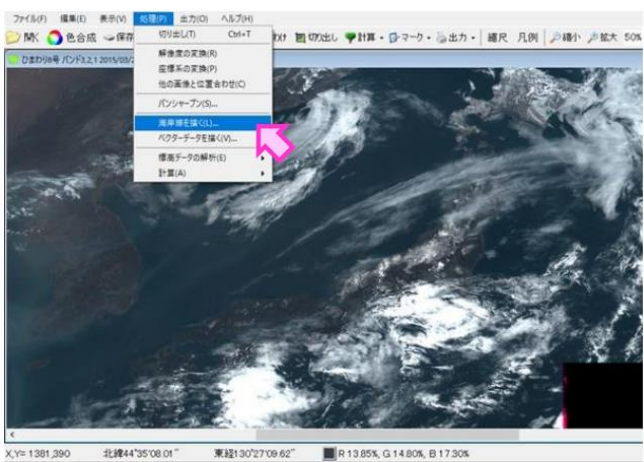 ファイル(F) 編集(E) 表示(V) 処理(P) 出力(O) ヘルプ(H)
開く 色合成 保存 切り出し 計算 マーク 出力 縮尺 凡例 縮小 拡大 50%
ひまわり8号 バンド3,2,1 2015/03/2
切り出し(T) Ctrl+T
解像度の変換(R)
座標系の変換(P)
他の画像と位置合わせ(C)
パンシャープン(S)...
海岸線を描く(L)...
ベクターデータを描く(V)...
標高データの解析(E)
計算(A)
X,Y= 1381,390 北緯44°35'08.01" 東経130°27'09.62" R 13.85%, G 14.80%, B 17.30%